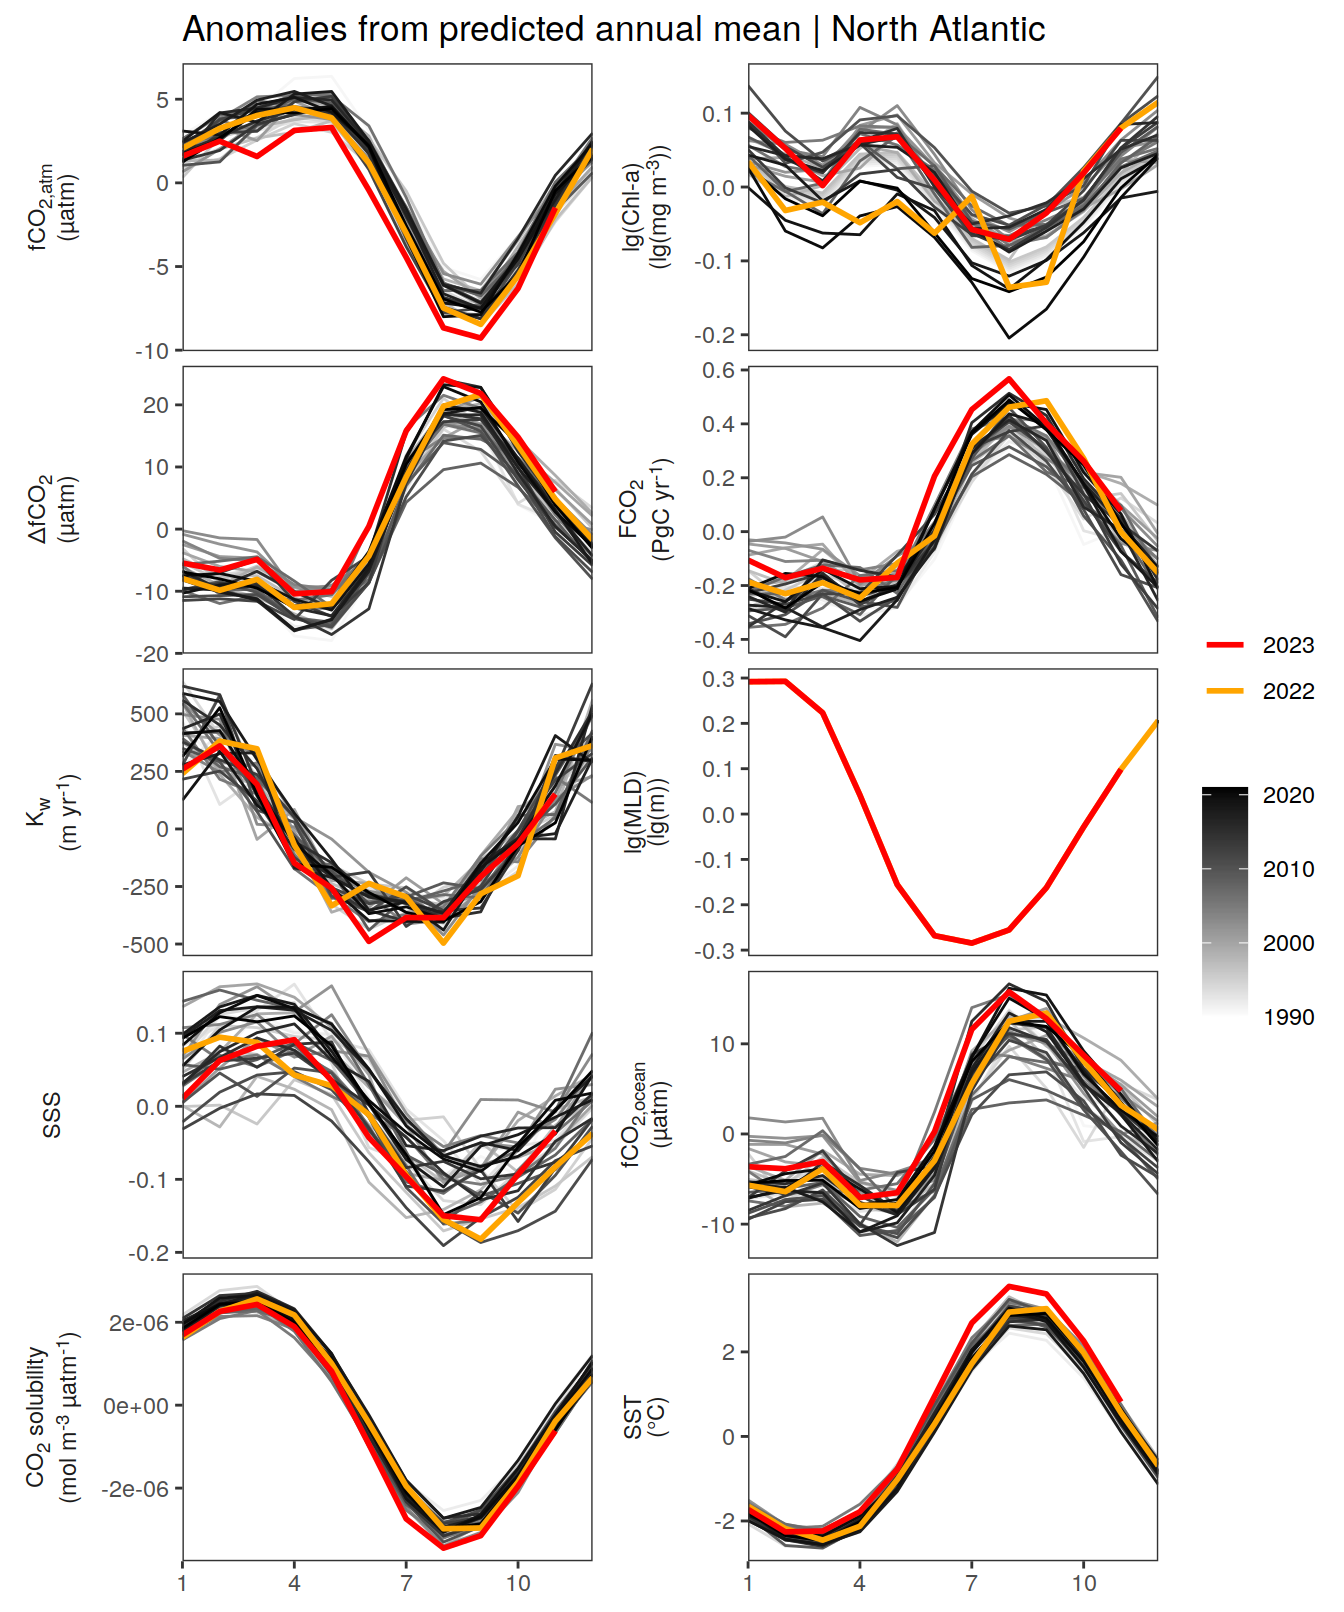 Anomalies from predicted annual mean | North Atlantic
fCO2,atm
(µatm)
5
0
-5
-10
lg(Chl-a)
(lg(mg m-3))
0.1
0.0
-0.1
-0.2
ΔfCO2
(µatm)
20
10
0
-10
-20
FCO2
(PgC yr-1)
0.6
0.4
0.2
0.0
-0.2
-0.4
Kw
(m yr-1)
500
250
0
-250
-500
lg(MLD)
(lg(m))
0.3
0.2
0.1
0.0
-0.1
-0.2
-0.3
SSS
0.1
0.0
-0.1
-0.2
fCO2,ocean
(µatm)
10
0
-10
CO2 solubility
(mol m-3 µatm-1)
2e-06
0e+00
-2e-06
SST
(°C)
2
0
-2
1 4 7 10
1 4 7 10
2023
2022
2020
2010
2000
1990